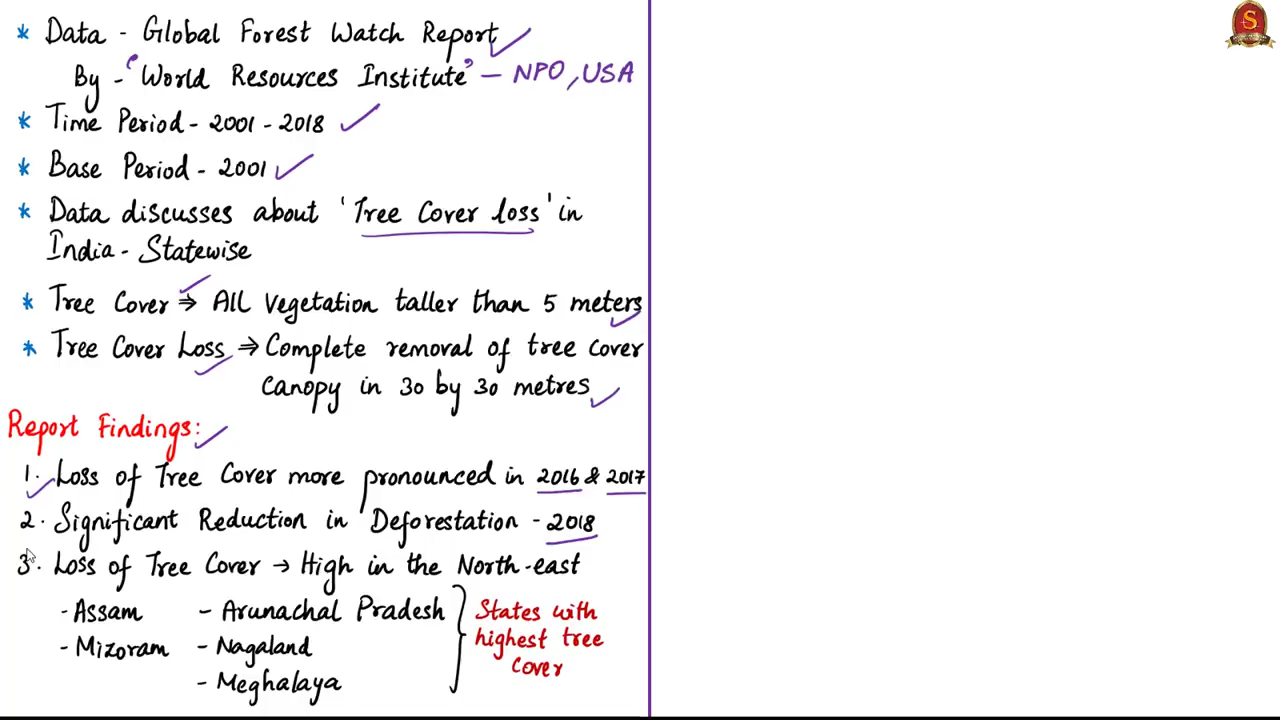 * Data - Global Forest Watch Report
By - 'World Resources Institute' - NPO, USA
* Time Period - 2001 - 2018
* Base Period - 2001
* Data discusses about 'Tree Cover loss' in
India - Statewise
* Tree Cover ⇒ All vegetation taller than 5 meters
* Tree Cover Loss ⇒ Complete removal of tree cover
canopy in 30 by 30 metres
Report Findings:
1. Loss of Tree Cover more pronounced in 2016 & 2017
2. Significant Reduction in Deforestation - 2018
3. Loss of Tree Cover → High in the North-east
- Assam - Arunachal Pradesh
- Mizoram - Nagaland
- Meghalaya
States with
highest tree
cover
S